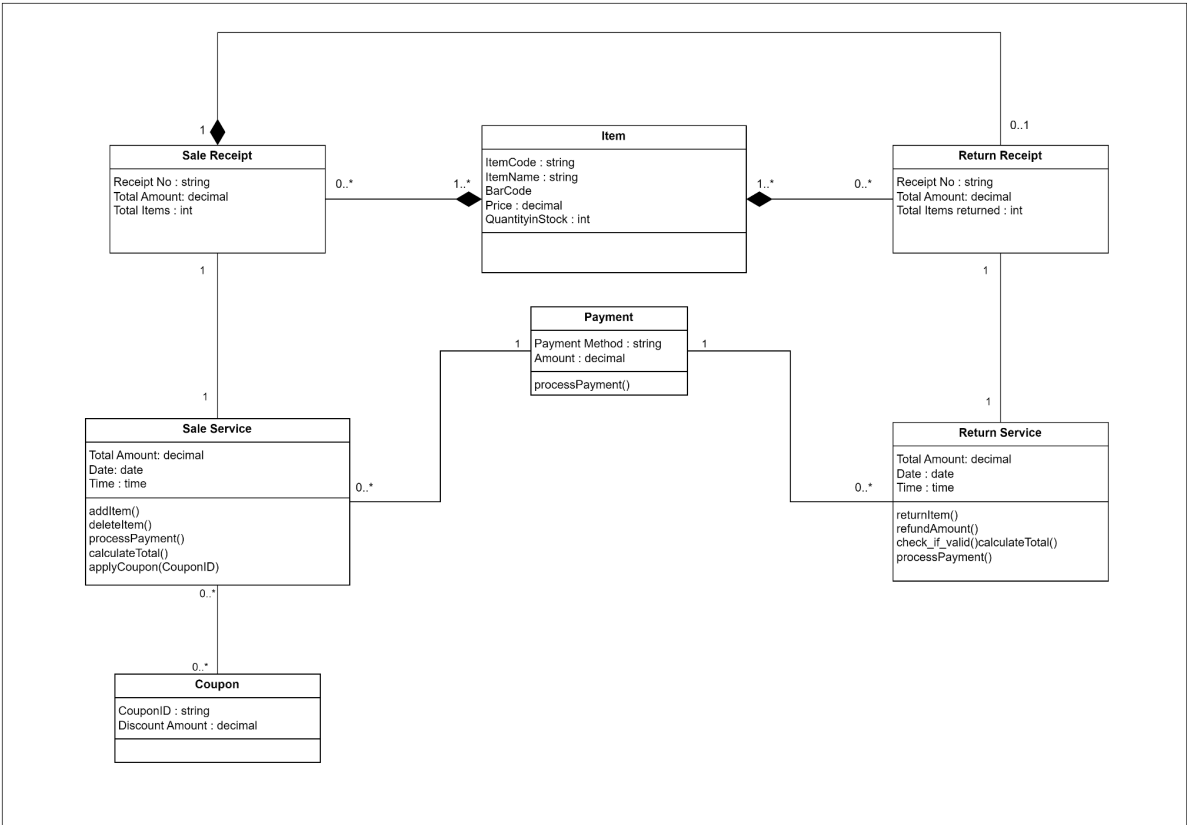 1
0..1
Sale Receipt
Receipt No : string
Total Amount: decimal
Total Items : int
0..*
1..*
Item
ItemCode : string
ItemName : string
BarCode
Price : decimal
QuantityinStock : int
1..*
0..*
Return Receipt
Receipt No : string
Total Amount: decimal
Total Items returned : int
1
1
Payment
Payment Method : string
Amount : decimal
processPayment()
1
1
1
1
Sale Service
Total Amount: decimal
Date: date
Time : time
addItem()
deleteItem()
processPayment()
calculateTotal()
applyCoupon(CouponID)
0..*
0..*
Return Service
Total Amount: decimal
Date : date
Time : time
returnItem()
refundAmount()
check_if_valid()calculateTotal()
processPayment()
0..*
0..*
Coupon
CouponID : string
Discount Amount : decimal